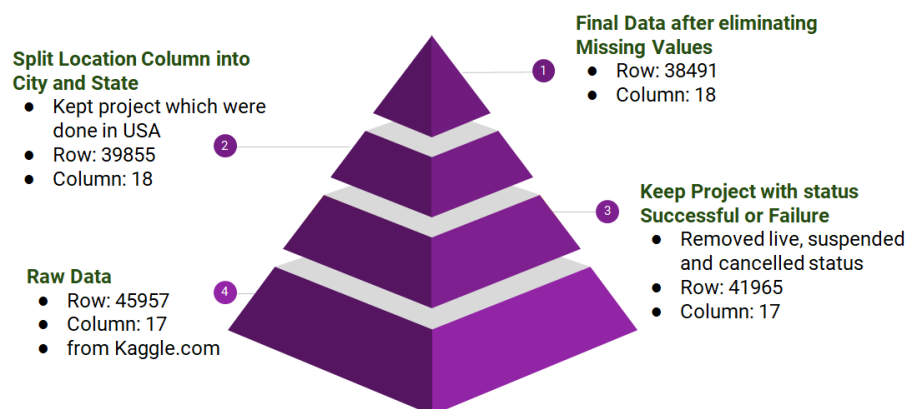 Final Data after eliminating
Missing Values
● Row: 38491
● Column: 18
1
Split Location Column into
City and State
● Kept project which were
done in USA
● Row: 39855
● Column: 18
2
Keep Project with status
Successful or Failure
● Removed live, suspended
and cancelled status
● Row: 41965
● Column: 17
3
Raw Data
● Row: 45957
● Column: 17
● from Kaggle.com
4